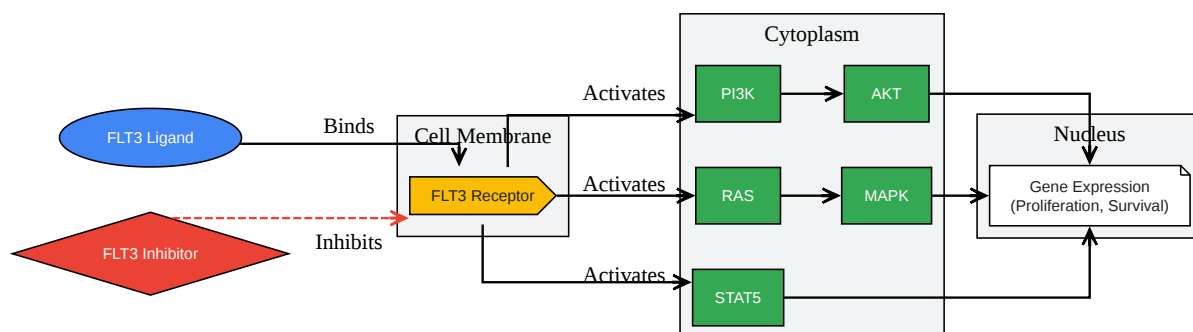 Cytoplasm
Activates
PI3K
AKT
FLT3 Ligand
Binds
Cell Membrane
Nucleus
FLT3 Receptor
Activates
RAS
MAPK
Gene Expression
(Proliferation, Survival)
FLT3 Inhibitor
Inhibits
Activates
STAT5